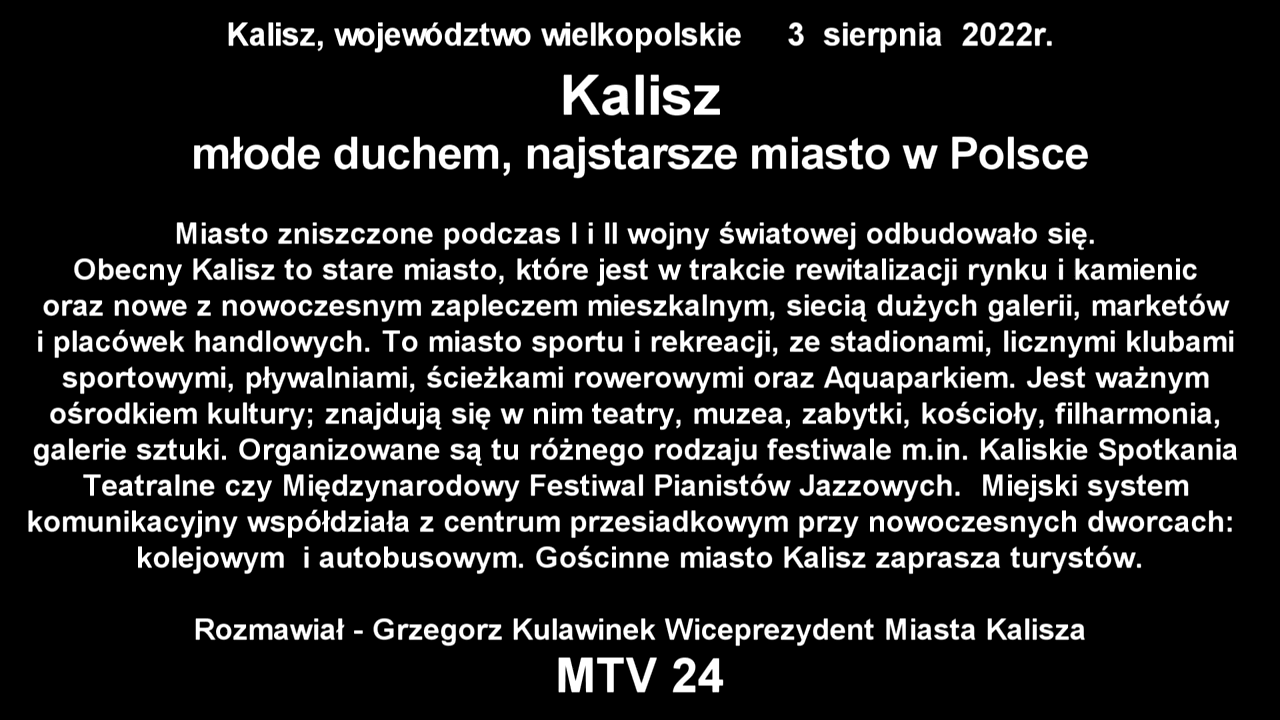 Kalisz, województwo wielkopolskie 3 sierpnia 2022r.
Kalisz
młode duchem, najstarsze miasto w Polsce
Miasto zniszczone podczas I i II wojny światowej odbudowało się.
Obecny Kalisz to stare miasto, które jest w trakcie rewitalizacji rynku i kamienic
oraz nowe z nowoczesnym zapleczem mieszkalnym, siecią dużych galerii, marketów
i placówek handlowych. To miasto sportu i rekreacji, ze stadionami, licznymi klubami
sportowymi, pływalniami, ścieżkami rowerowymi oraz Aquaparkiem. Jest ważnym
ośrodkiem kultury; znajdują się w nim teatry, muzea, zabytki, kościoły, filharmonia,
galerie sztuki. Organizowane są tu różnego rodzaju festiwale m.in. Kaliskie Spotkania
Teatralne czy Międzynarodowy Festiwal Pianistów Jazzowych. Miejski system
komunikacyjny współdziała z centrum przesiadkowym przy nowoczesnych dworcach:
kolejowym i autobusowym. Gościnne miasto Kalisz zaprasza turystów.
Rozmawiał - Grzegorz Kulawinek Wiceprezydent Miasta Kalisza
MTV 24